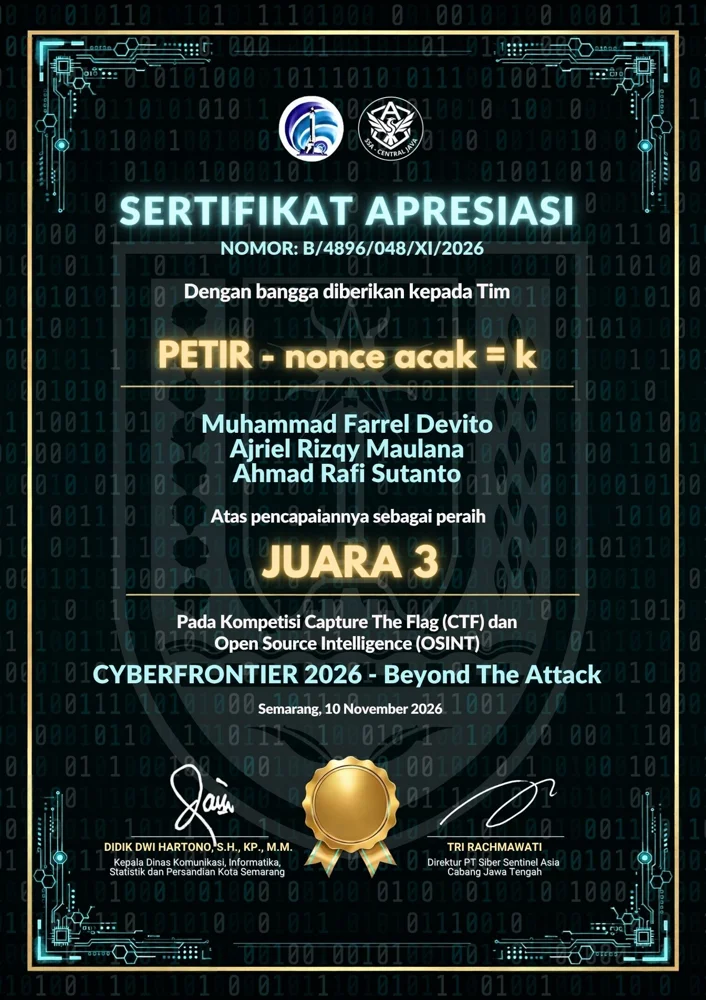 SSA - CENTRAL JAVA
SERTIFIKAT APRESIASI
NOMOR: B/4896/048/XI/2026
Dengan bangga diberikan kepada Tim
PETIR - nonce acak = k
Muhammad Farrel Devito
Ajriel Rizqy Maulana
Ahmad Rafi Sutanto
Atas pencapaiannya sebagai peraih
JUARA 3
Pada Kompetisi Capture The Flag (CTF) dan
Open Source Intelligence (OSINT)
CYBERFRONTIER 2026 - Beyond The Attack
Semarang, 10 November 2026
DIDIK DWI HARTONO, S.H., KP., M.M.
Kepala Dinas Komunikasi, Informatika,
Statistik dan Persandian Kota Semarang
TRI RACHMAWATI
Direktur PT Siber Sentinel Asia
Cabang Jawa Tengah